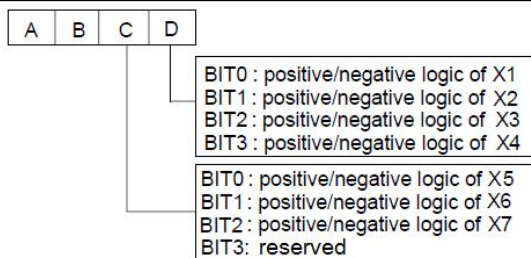 A B C D
BIT0 : positive/negative logic of X1
BIT1 : positive/negative logic of X2
BIT2 : positive/negative logic of X3
BIT3 : positive/negative logic of X4
BIT0 : positive/negative logic of X5
BIT1 : positive/negative logic of X6
BIT2 : positive/negative logic of X7
BIT3: reserved